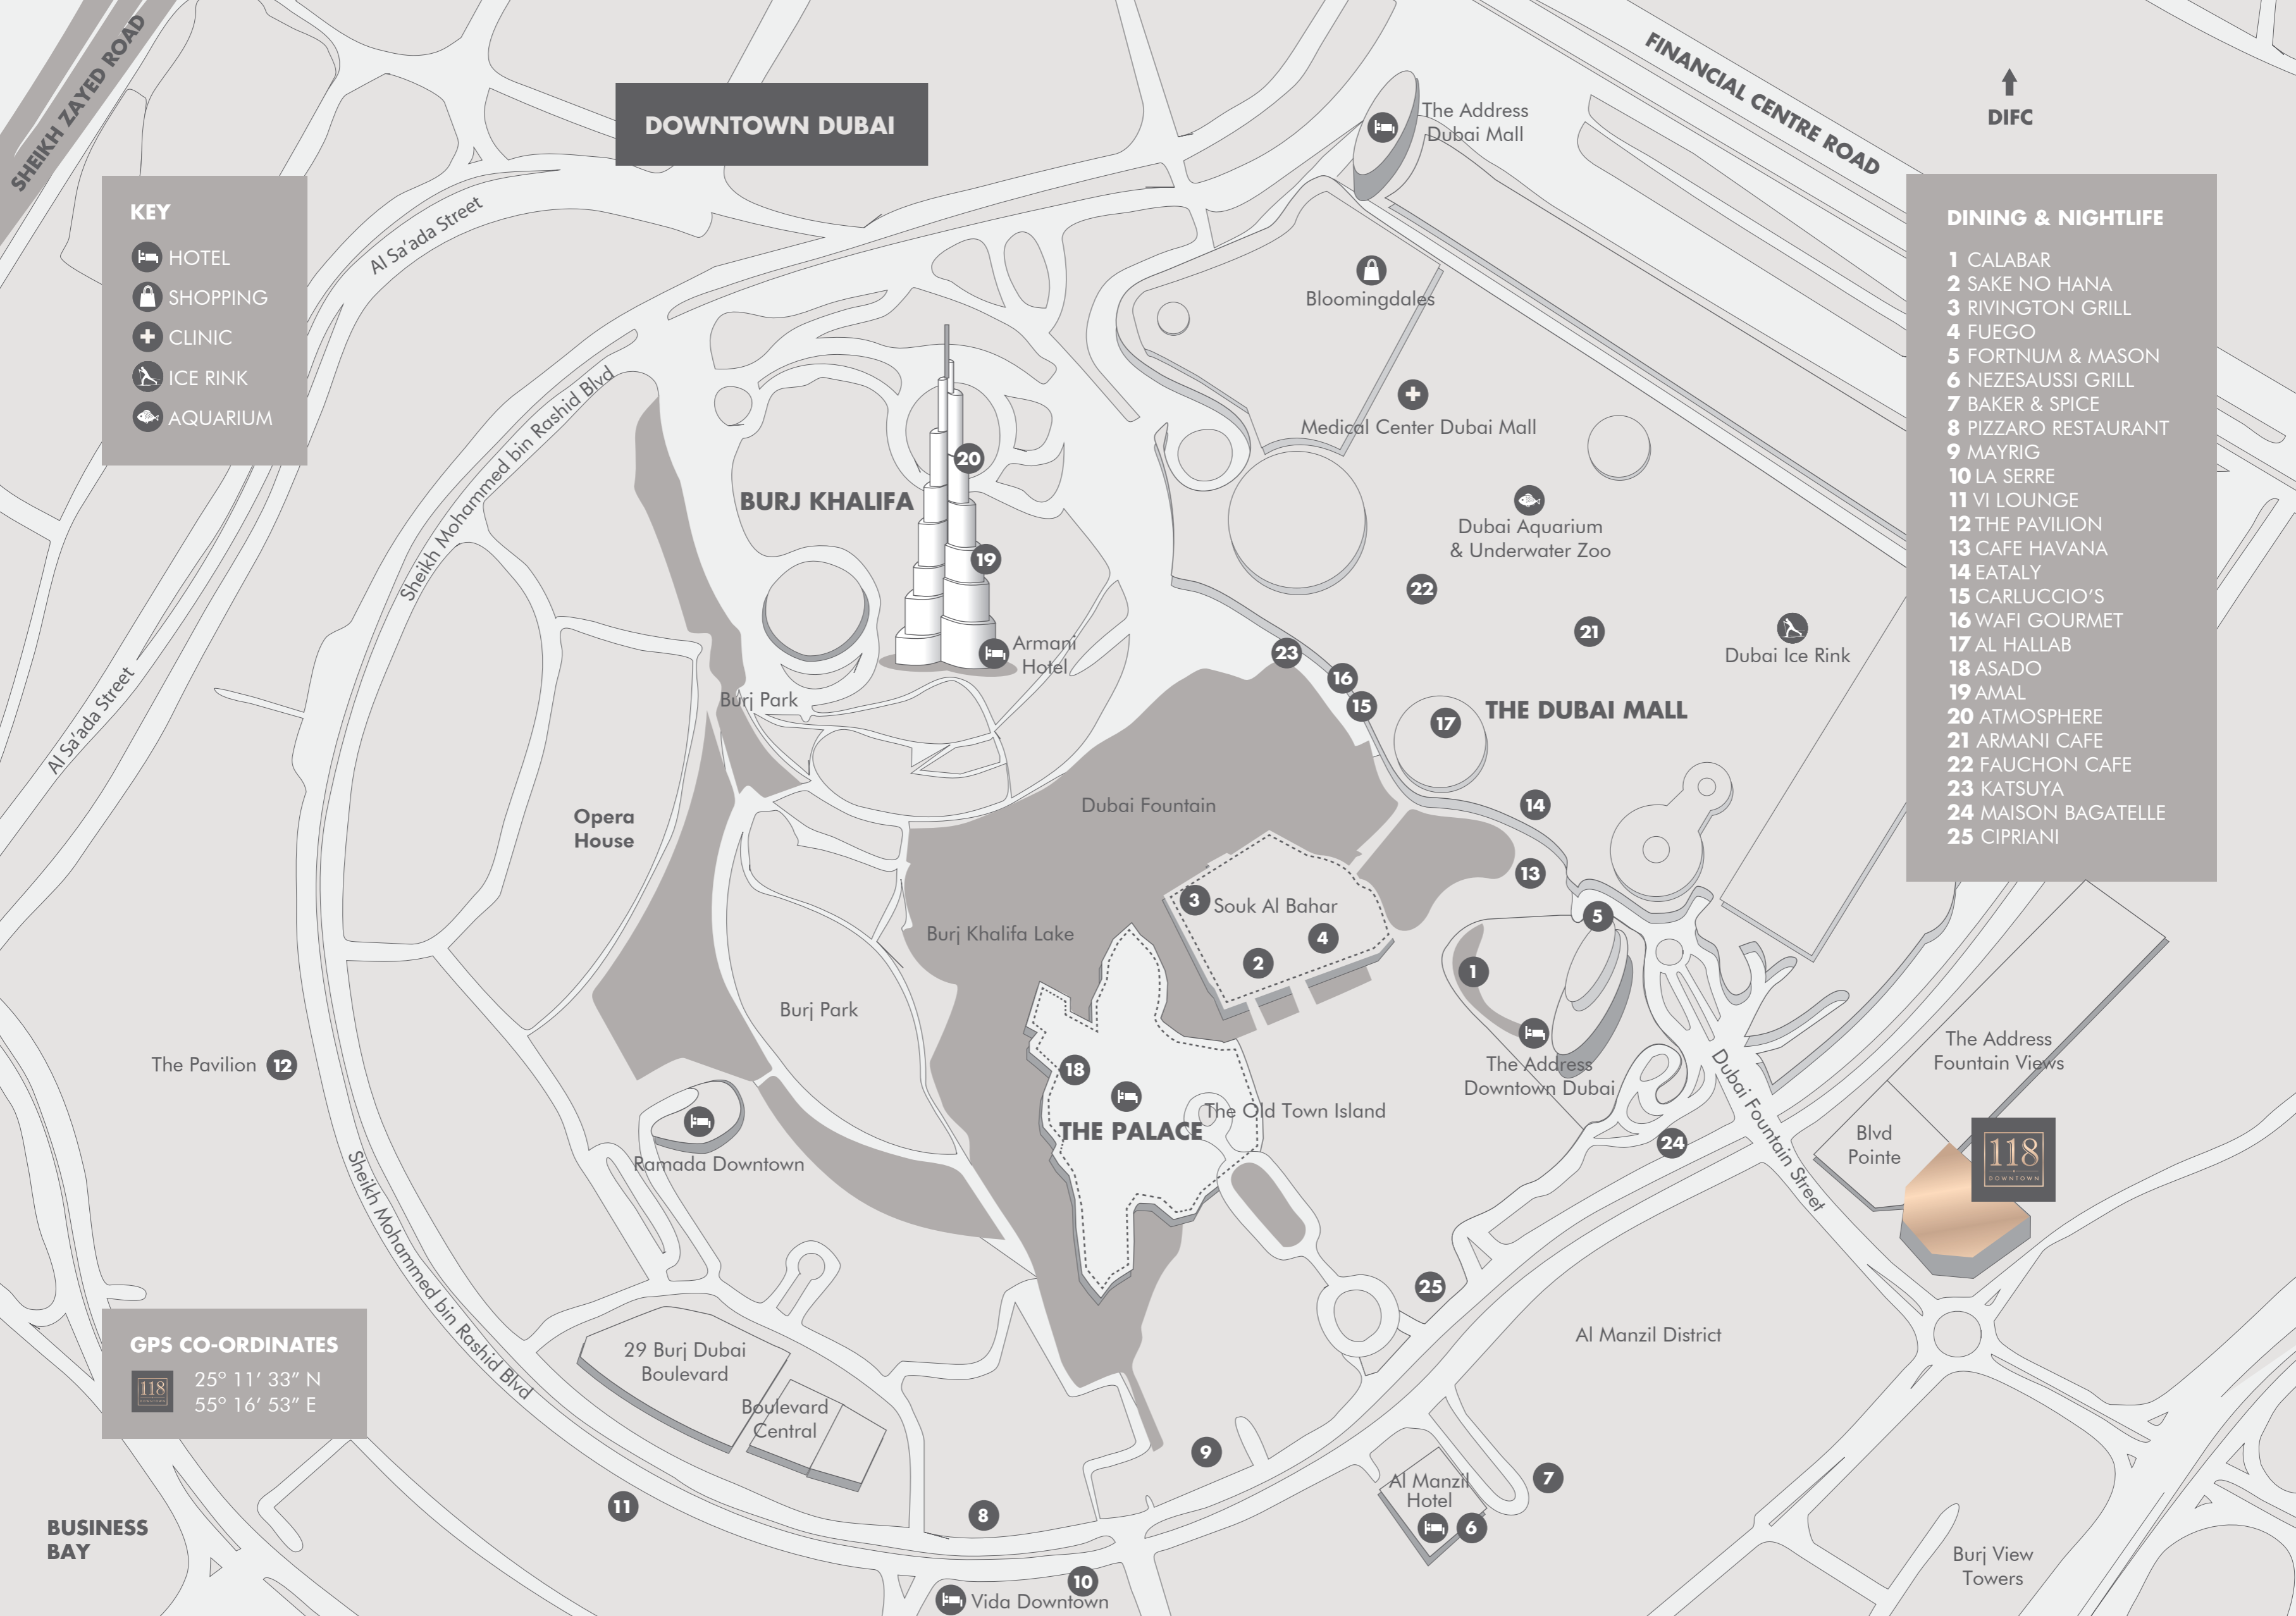 SHEIKH ZAYED ROAD
DOWNTOWN DUBAI
FINANCIAL CENTRE ROAD
DIFC
The Address
Dubai Mall
KEY
HOTEL
SHOPPING
CLINIC
ICE RINK
AQUARIUM
Al Sa’ada Street
Sheikh Mohammed bin Rashid Blvd
Al Sa’ada Street
Bloomingdales
Medical Center Dubai Mall
Dubai Aquarium
& Underwater Zoo
Dubai Ice Rink
BURJ KHALIFA
20
19
Armani
Hotel
22
21
23
16
15
17
THE DUBAI MALL
14
13
DINING & NIGHTLIFE
1 CALABAR
2 SAKE NO HANA
3 RIVINGTON GRILL
4 FUEGO
5 FORTNUM & MASON
6 NEZESAUSSI GRILL
7 BAKER & SPICE
8 PIZZARO RESTAURANT
9 MAYRIG
10 LA SERRE
11 VI LOUNGE
12 THE PAVILION
13 CAFE HAVANA
14 EATALY
15 CARLUCCIO’S
16 WAFI GOURMET
17 AL HALLAB
18 ASADO
19 AMAL
20 ATMOSPHERE
21 ARMANI CAFE
22 FAUCHON CAFE
23 KATSUYA
24 MAISON BAGATELLE
25 CIPRIANI
Burj Park
Opera
House
Dubai Fountain
3
Souk Al Bahar
4
2
Burj Khalifa Lake
5
1
The Address
Downtown Dubai
Burj Park
The Pavilion 12
18
THE PALACE
The Old Town Island
Ramada Downtown
Dubai Fountain Street
The Address
Fountain Views
Blvd
Pointe
118
DOWNTOWN
24
25
Al Manzil District
Sheikh Mohammed bin Rashid Blvd
GPS CO-ORDINATES
118
25º 11’ 33” N
55º 16’ 53” E
29 Burj Dubai
Boulevard
Boulevard
Central
9
Al Manzil
Hotel
6
7
11
8
10
Vida Downtown
BUSINESS
BAY
Burj View
Towers